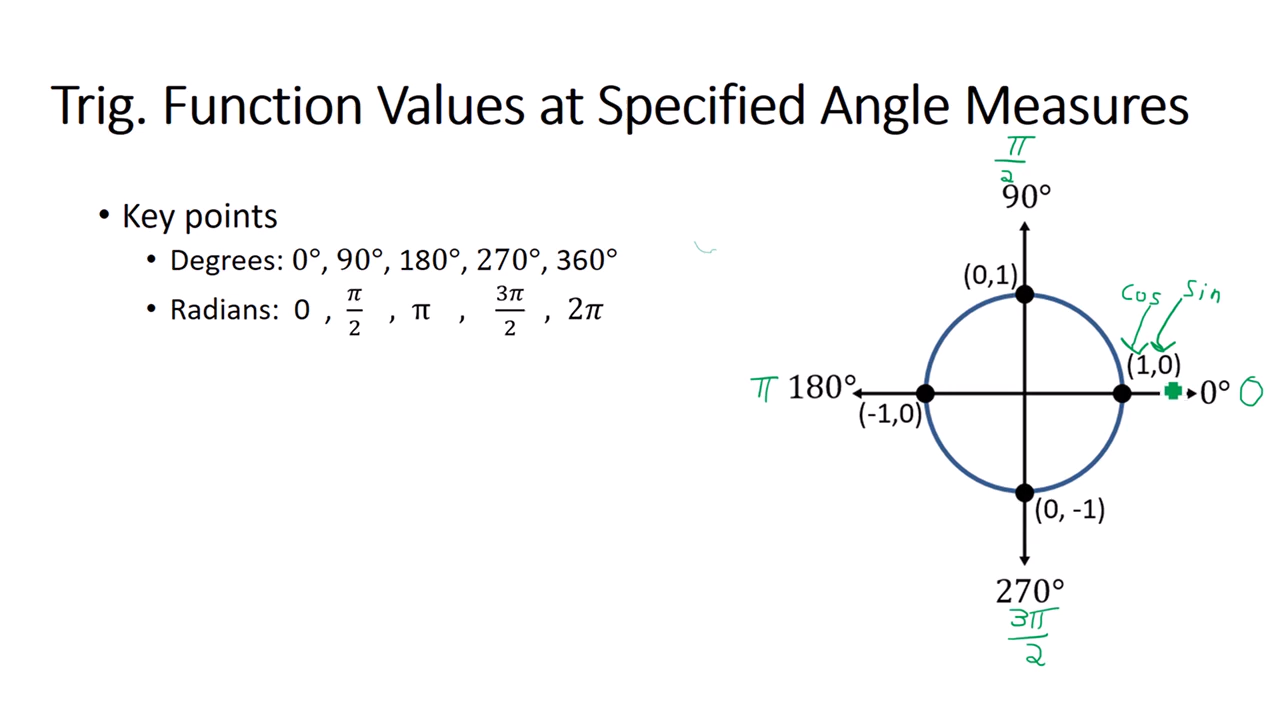 Trig. Function Values at Specified Angle Measures
• Key points
• Degrees: 0°, 90°, 180°, 270°, 360°
• Radians: 0 , π/2 , π , 3π/2 , 2π
π/2
90°
(0,1)
cos sin
(1,0)
π 180°
0° 0
(-1,0)
(0, -1)
270°
3π/2